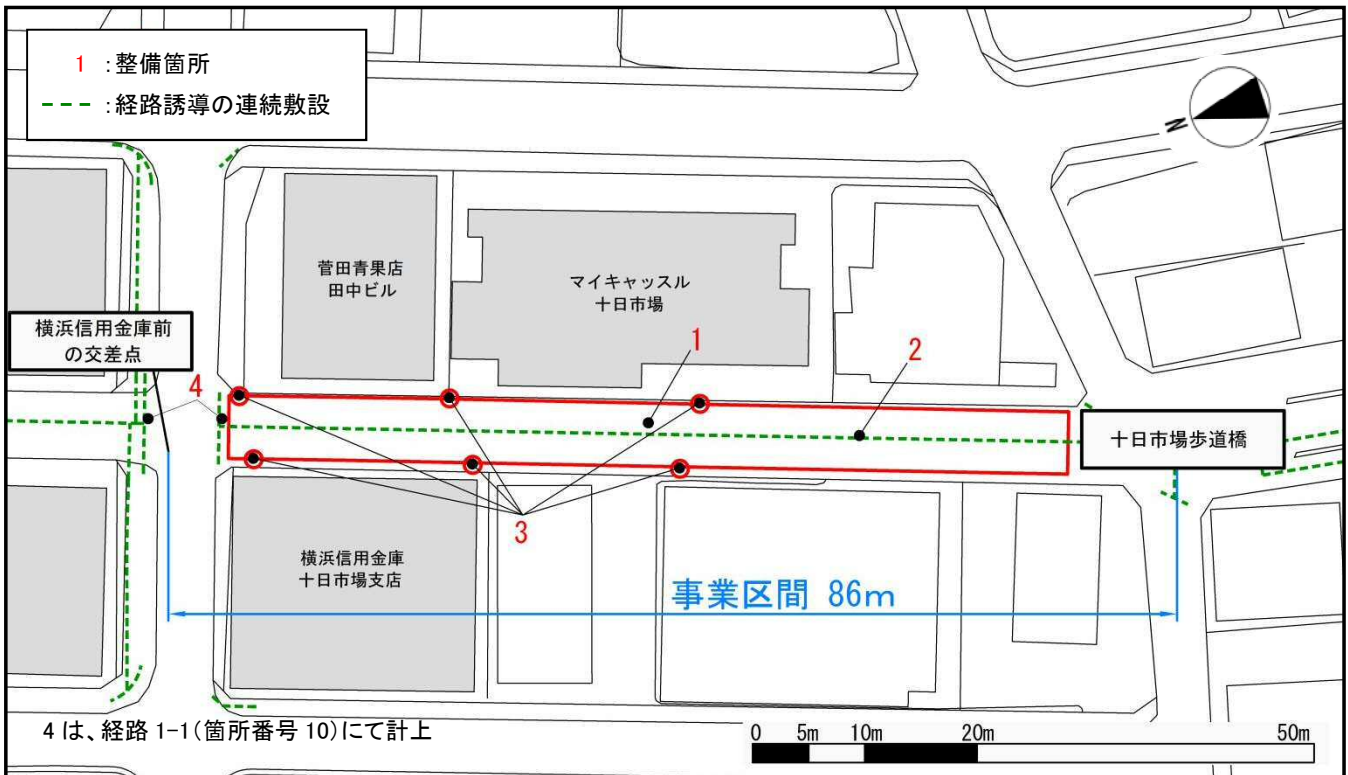 1 :整備箇所
:経路誘導の連続敷設
N
菅田青果店
田中ビル
マイキャッスル
十日市場
横浜信用金庫前
の交差点
1
2
4
十日市場歩道橋
3
横浜信用金庫
十日市場支店
事業区間 86m
4 は、経路 1-1(箇所番号 10)にて計上
0 5m 10m 20m 50m